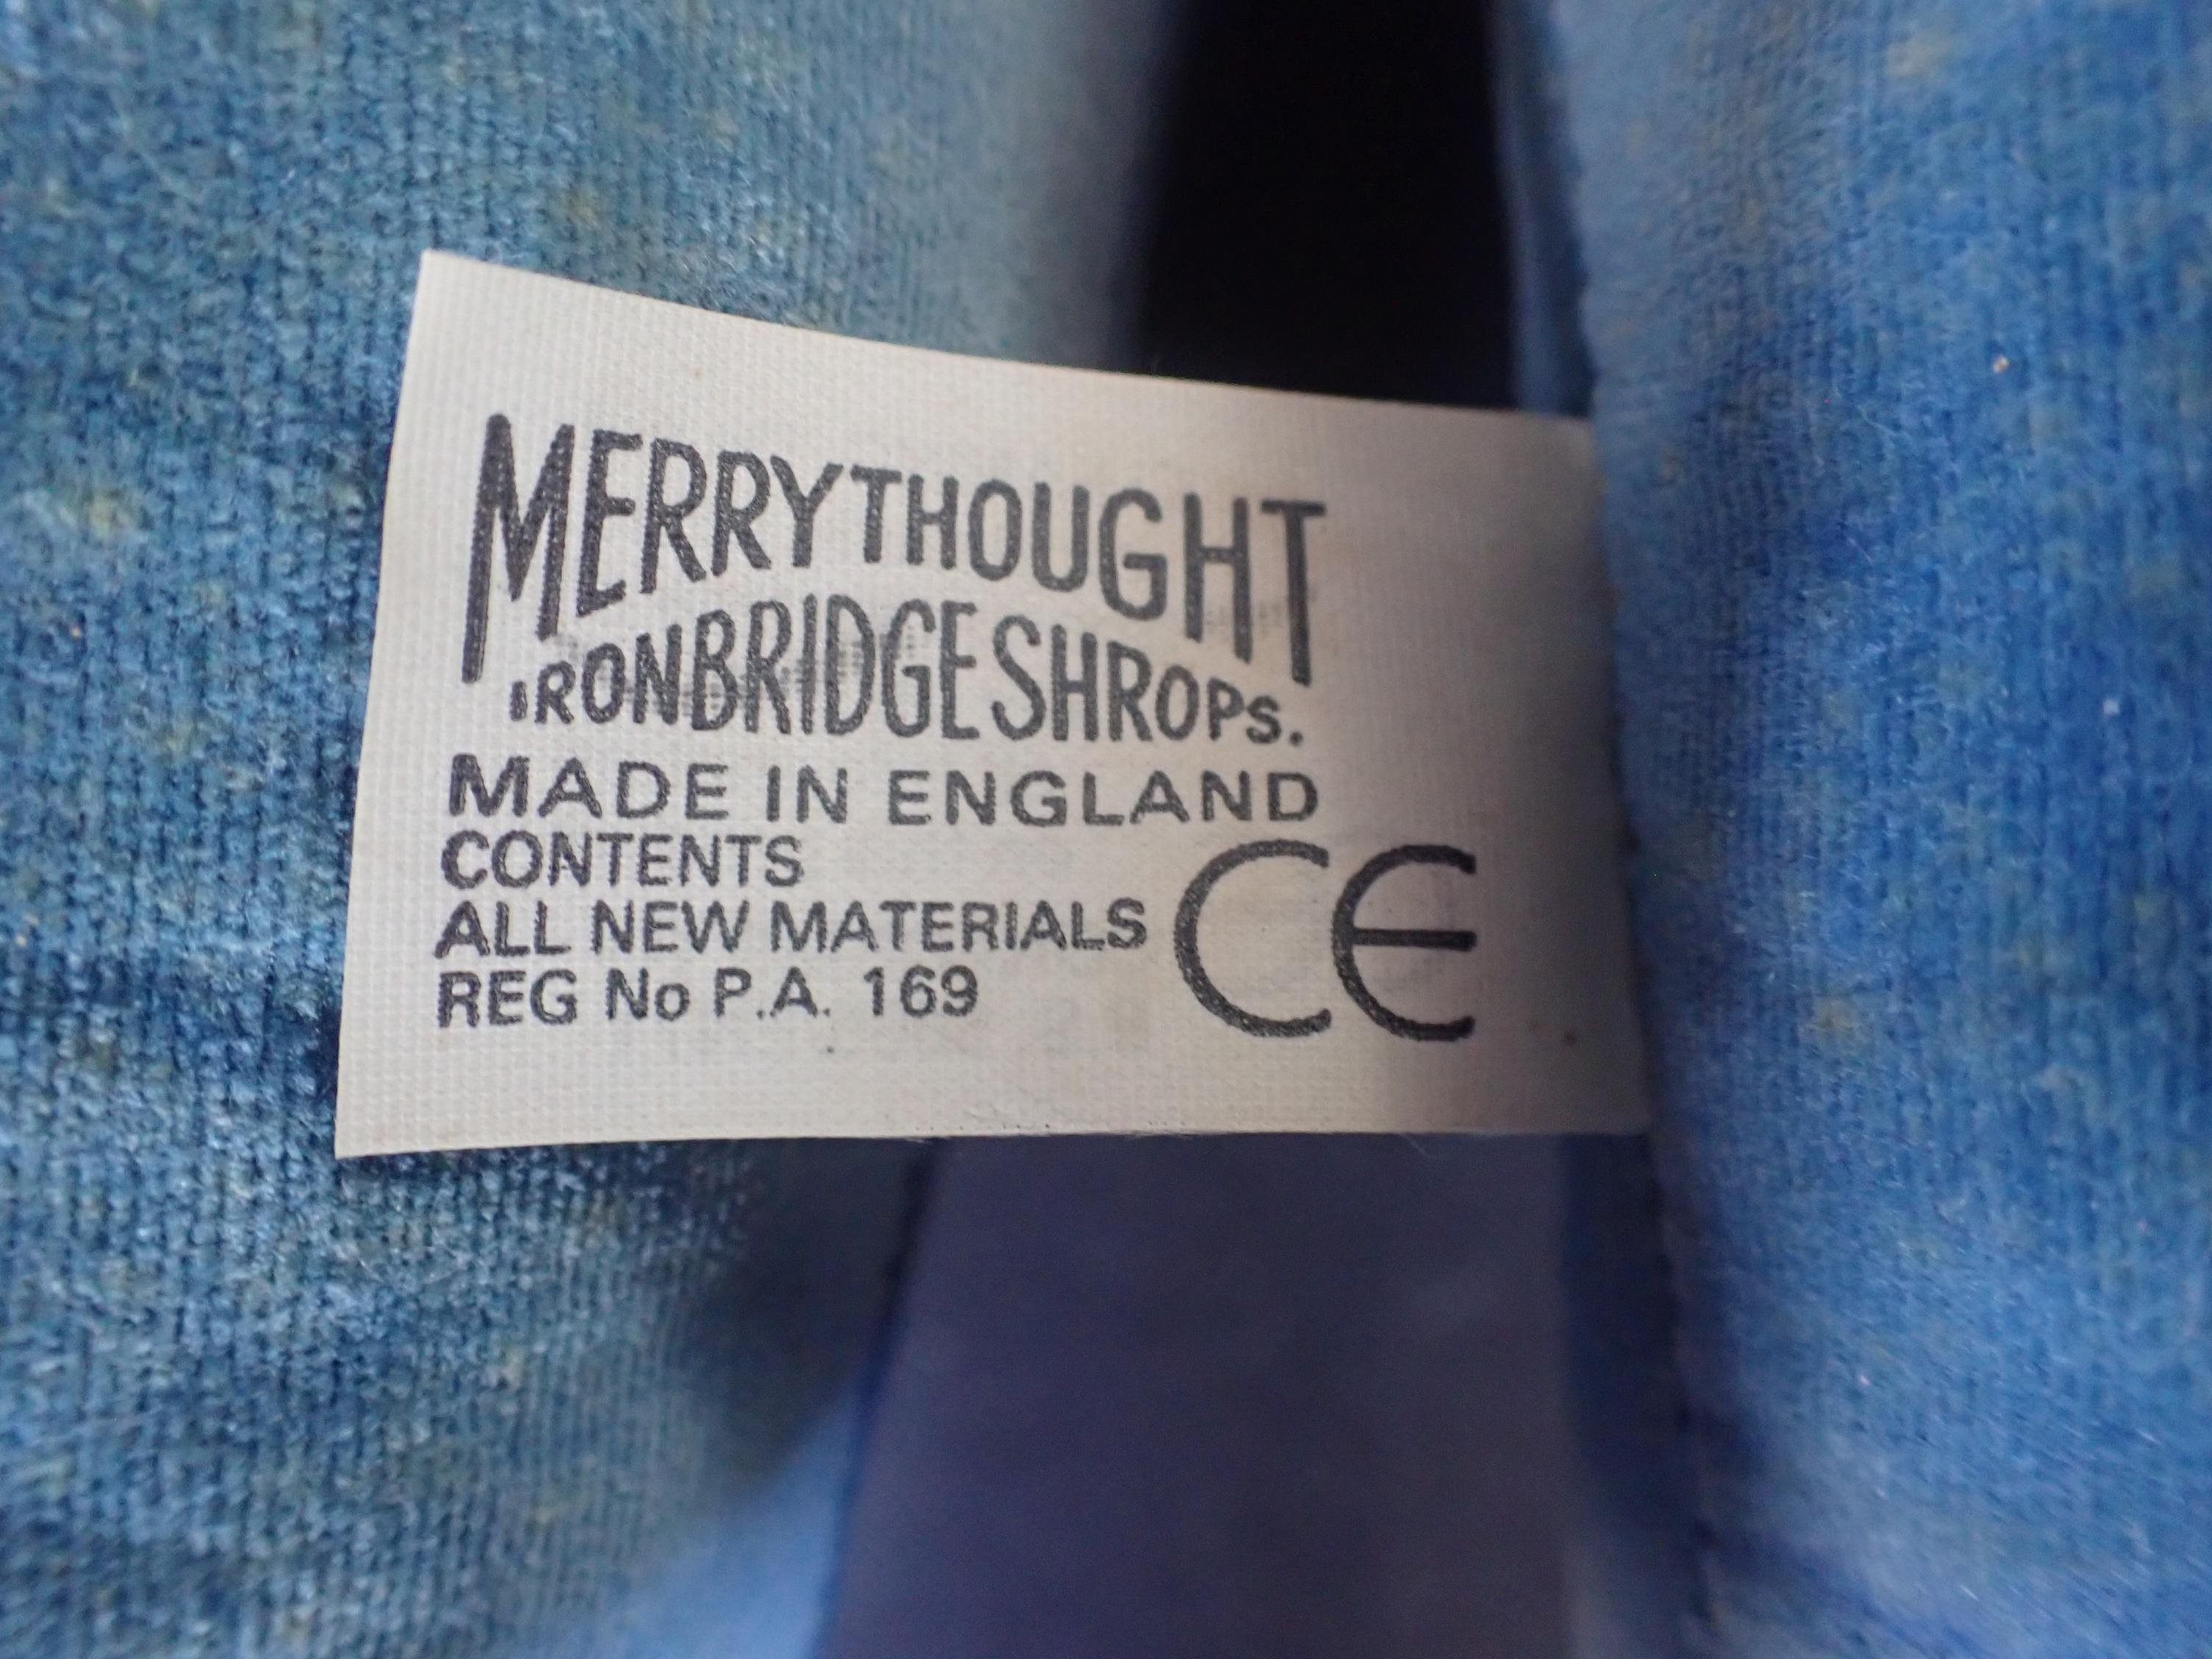 MERRYTHOUGHT
IRONBRIDGE SHROPS.
MADE IN ENGLAND
CONTENTS
ALL NEW MATERIALS
REG No P.A. 169
CE